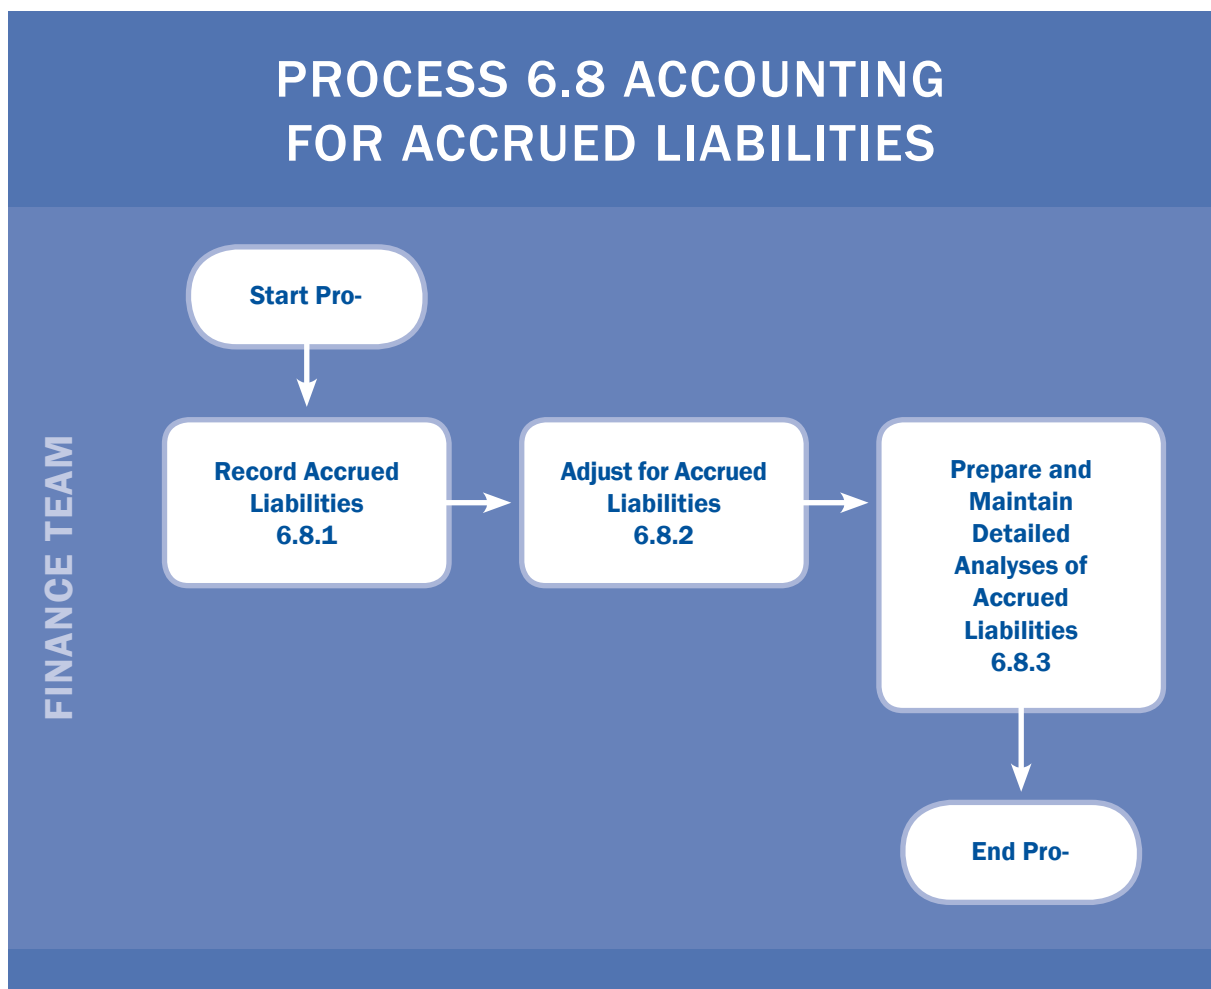 PROCESS 6.8 ACCOUNTING
FOR ACCRUED LIABILITIES
FINANCE TEAM
Start Pro-
Record Accrued
Liabilities
6.8.1
Adjust for Accrued
Liabilities
6.8.2
Prepare and
Maintain
Detailed
Analyses of
Accrued
Liabilities
6.8.3
End Pro-